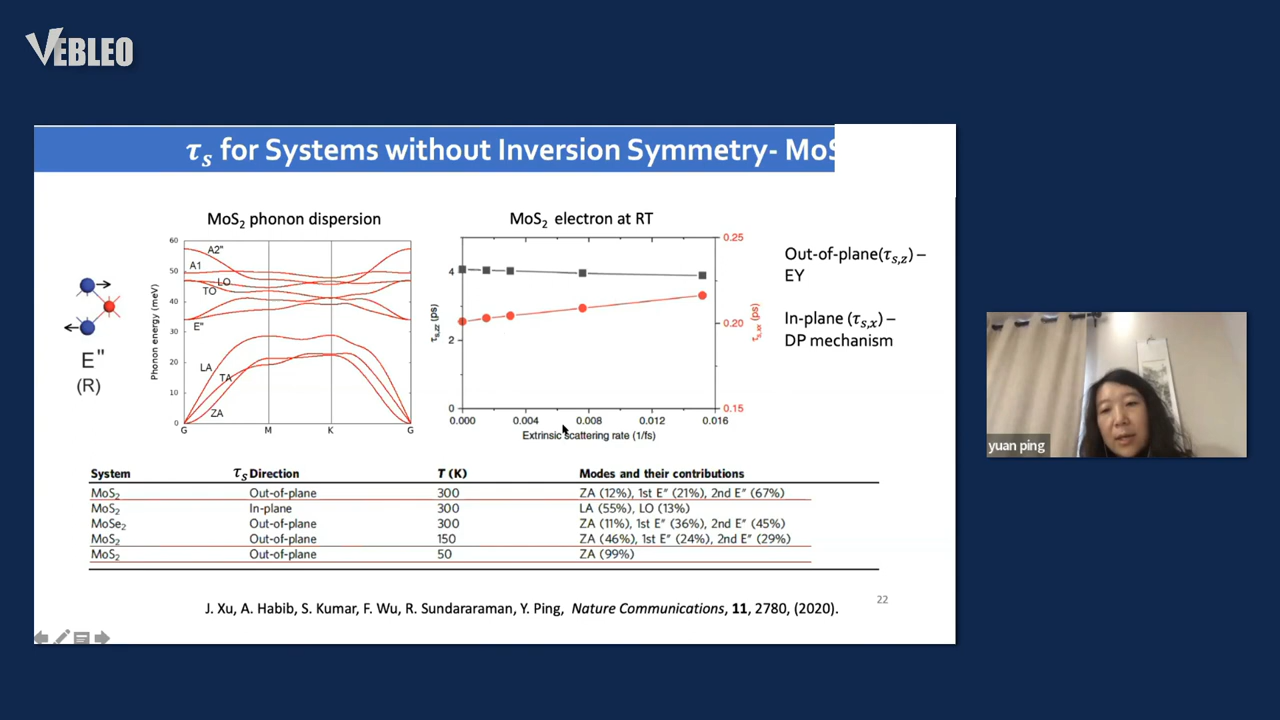 VEBLEO
τs for Systems without Inversion Symmetry- MoS
MoS2 phonon dispersion
MoS2 electron at RT
60
50
40
30
20
10
0
Phonon energy (meV)
A2"
A1
LO
TO
E"
LA
TA
ZA
G
M
K
G
E"
(R)
4
2
0
τs,zz (ps)
0.25
0.20
0.15
τs,xx (ps)
0.000
0.004
0.008
0.012
0.016
Extrinsic scattering rate (1/fs)
Out-of-plane(τs,z) –
EY
In-plane (τs,x) –
DP mechanism
yuan ping
System τs Direction T (K) Modes and their contributions
MoS2 Out-of-plane 300 ZA (12%), 1st E″ (21%), 2nd E″ (67%)
MoS2 In-plane 300 LA (55%), LO (13%)
MoSe2 Out-of-plane 300 ZA (11%), 1st E″ (36%), 2nd E″ (45%)
MoS2 Out-of-plane 150 ZA (46%), 1st E″ (24%), 2nd E″ (29%)
MoS2 Out-of-plane 50 ZA (99%)
22
J. Xu, A. Habib, S. Kumar, F. Wu, R. Sundararaman, Y. Ping, Nature Communications, 11, 2780, (2020).